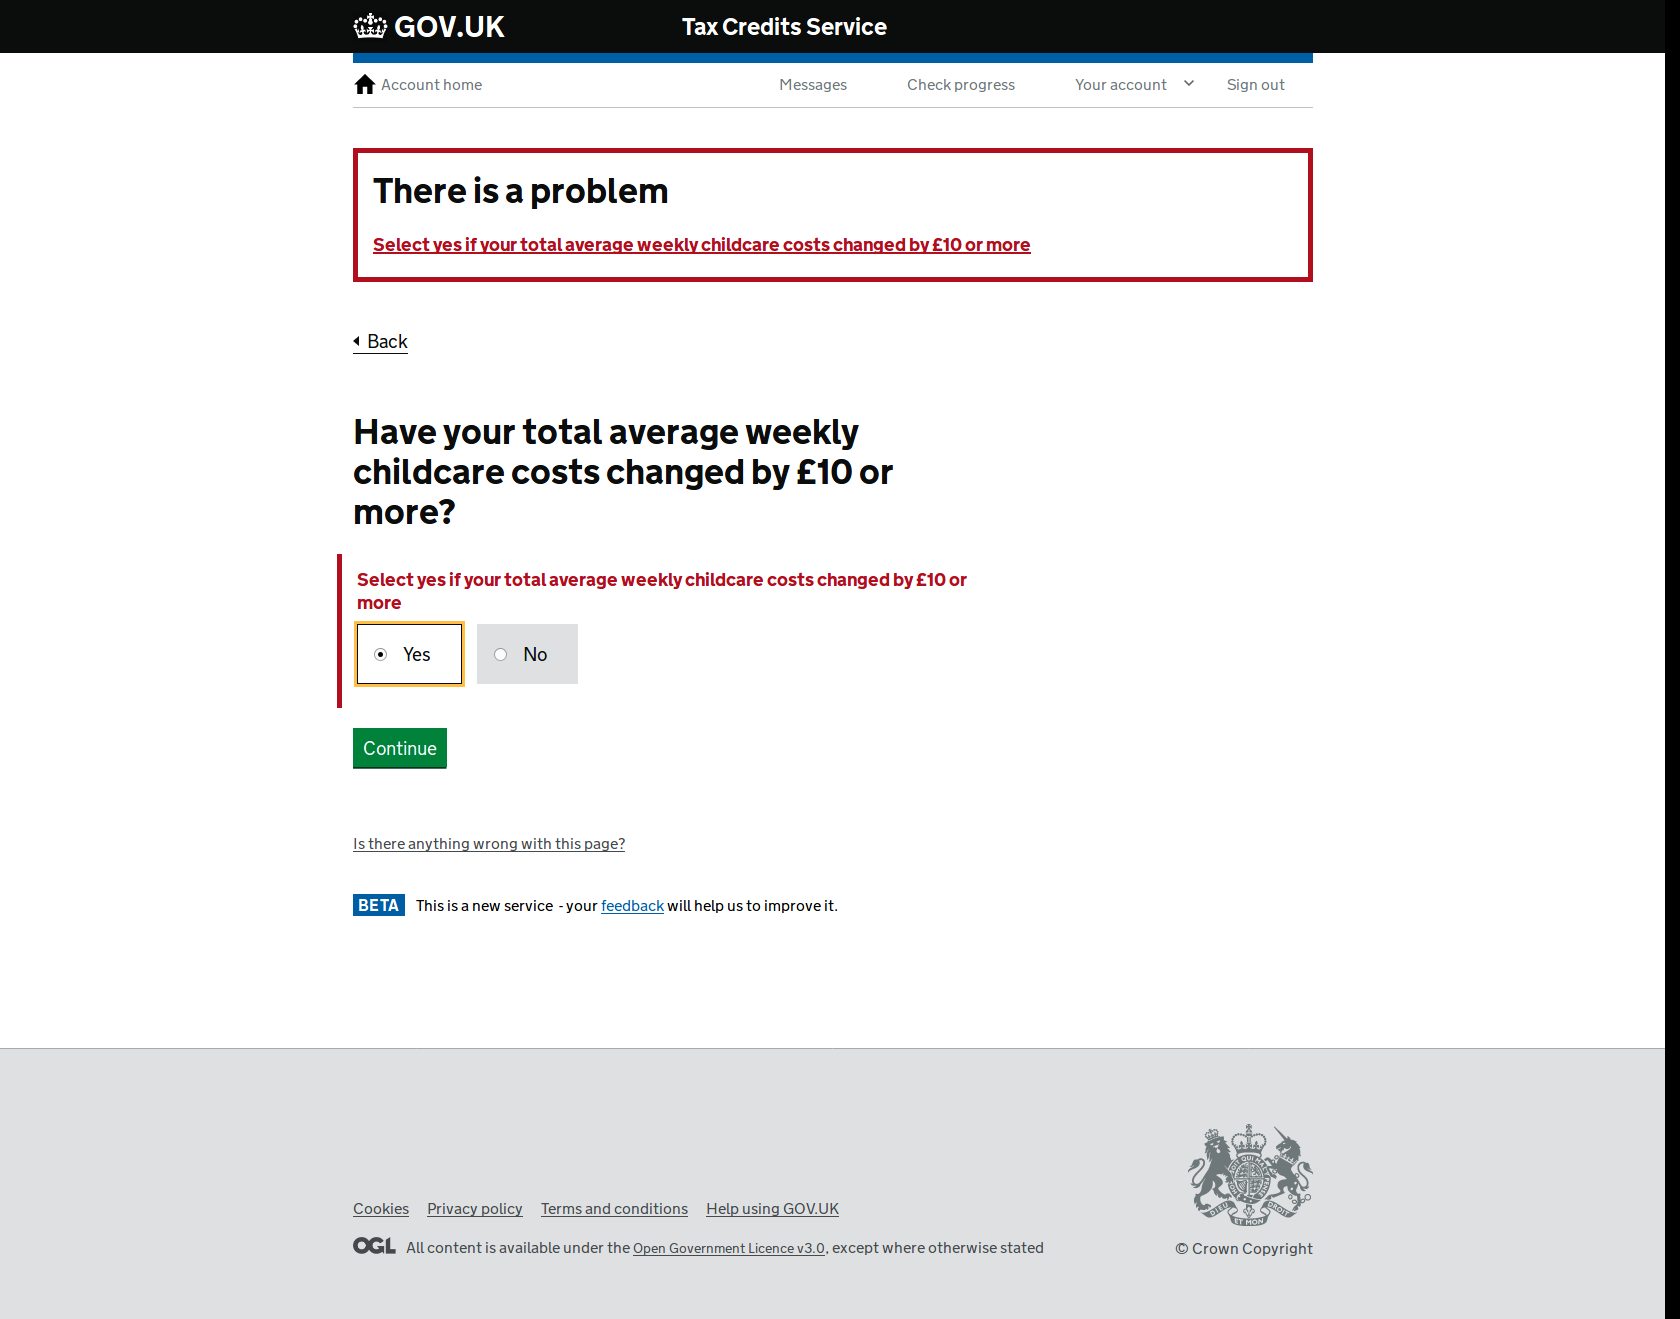 GOV.UK
Tax Credits Service
Account home
Messages
Check progress
Your account
Sign out
There is a problem
Select yes if your total average weekly childcare costs changed by £10 or more
Back
Have your total average weekly
childcare costs changed by £10 or
more?
Select yes if your total average weekly childcare costs changed by £10 or
more
Yes
No
Continue
Is there anything wrong with this page?
BETA This is a new service - your feedback will help us to improve it.
Cookies
Privacy policy
Terms and conditions
Help using GOV.UK
OGL All content is available under the Open Government Licence v3.0, except where otherwise stated
DIEU ET MON DROIT
© Crown Copyright